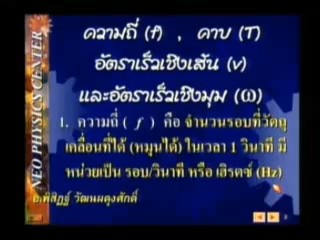 NEO PHYSICS CENTER
ความถี่ (f) , คาบ (T)
อัตราเร็วเชิงเส้น (v)
และอัตราเร็วเชิงมุม (ω)
1. ความถี่ ( f ) คือ จำนวนรอบที่วัตถุ
เคลื่อนที่ได้ (หมุนได้) ในเวลา 1 วินาที มี
หน่วยเป็น รอบ/วินาที หรือ เฮิรตซ์ (Hz)
อ.พิสิฏฐ์ วัฒนผดุงศักดิ์